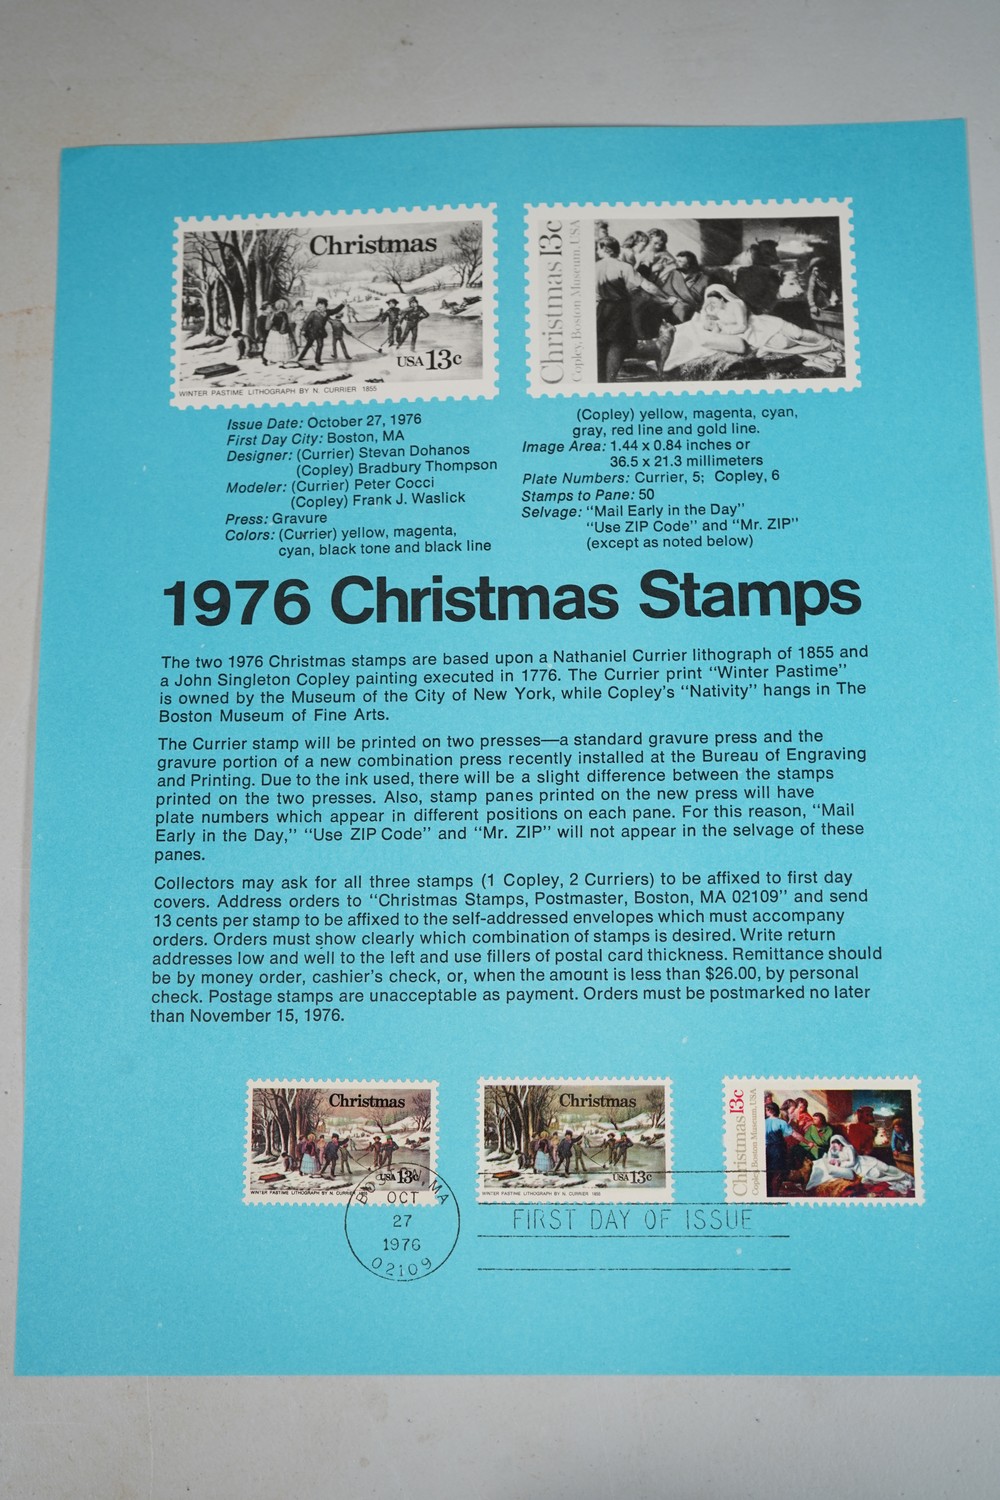 Christmas
USA 13c
WINTER PASTIME LITHOGRAPH BY N. CURRIER 1855
Christmas 13c
Copley, Boston Museum, USA
Issue Date: October 27, 1976
First Day City: Boston, MA
Designer: (Currier) Stevan Dohanos
(Copley) Bradbury Thompson
Modeler: (Currier) Peter Cocci
(Copley) Frank J. Waslick
Press: Gravure
Colors: (Currier) yellow, magenta,
cyan, black tone and black line
(Copley) yellow, magenta, cyan,
gray, red line and gold line.
Image Area: 1.44 x 0.84 inches or
36.5 x 21.3 millimeters
Plate Numbers: Currier, 5; Copley, 6
Stamps to Pane: 50
Selvage: "Mail Early in the Day"
"Use ZIP Code" and "Mr. ZIP"
(except as noted below)
1976 Christmas Stamps
The two 1976 Christmas stamps are based upon a Nathaniel Currier lithograph of 1855 and
a John Singleton Copley painting executed in 1776. The Currier print "Winter Pastime"
is owned by the Museum of the City of New York, while Copley's "Nativity" hangs in The
Boston Museum of Fine Arts.
The Currier stamp will be printed on two presses—a standard gravure press and the
gravure portion of a new combination press recently installed at the Bureau of Engraving
and Printing. Due to the ink used, there will be a slight difference between the stamps
printed on the two presses. Also, stamp panes printed on the new press will have
plate numbers which appear in different positions on each pane. For this reason, "Mail
Early in the Day," "Use ZIP Code" and "Mr. ZIP" will not appear in the selvage of these
panes.
Collectors may ask for all three stamps (1 Copley, 2 Curriers) to be affixed to first day
covers. Address orders to "Christmas Stamps, Postmaster, Boston, MA 02109" and send
13 cents per stamp to be affixed to the self-addressed envelopes which must accompany
orders. Orders must show clearly which combination of stamps is desired. Write return
addresses low and well to the left and use fillers of postal card thickness. Remittance should
be by money order, cashier's check, or, when the amount is less than $26.00, by personal
check. Postage stamps are unacceptable as payment. Orders must be postmarked no later
than November 15, 1976.
Christmas
USA 13c
WINTER PASTIME LITHOGRAPH BY N. CURRIER
Christmas
USA 13c
WINTER PASTIME LITHOGRAPH BY N. CURRIER 1855
Christmas 13c
Copley, Boston Museum, USA
BOSTON, MA
OCT
27
1976
02109
FIRST DAY OF ISSUE